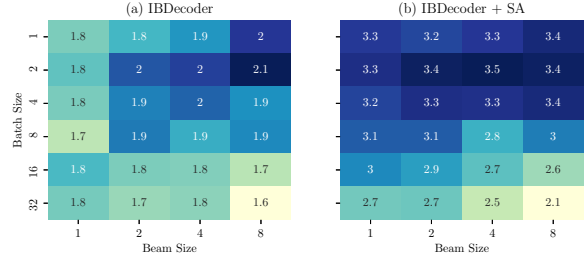 (a) IBDecoder
(b) IBDecoder + SA
Batch Size
1 1.8 1.8 1.9 2 3.3 3.2 3.3 3.4
2 1.8 2 2 2.1 3.3 3.4 3.5 3.4
4 1.8 1.9 2 1.9 3.2 3.3 3.3 3.4
8 1.7 1.9 1.9 1.9 3.1 3.1 2.8 3
16 1.8 1.8 1.8 1.7 3 2.9 2.7 2.6
32 1.8 1.7 1.8 1.6 2.7 2.7 2.5 2.1
1 2 4 8 1 2 4 8
Beam Size
Beam Size